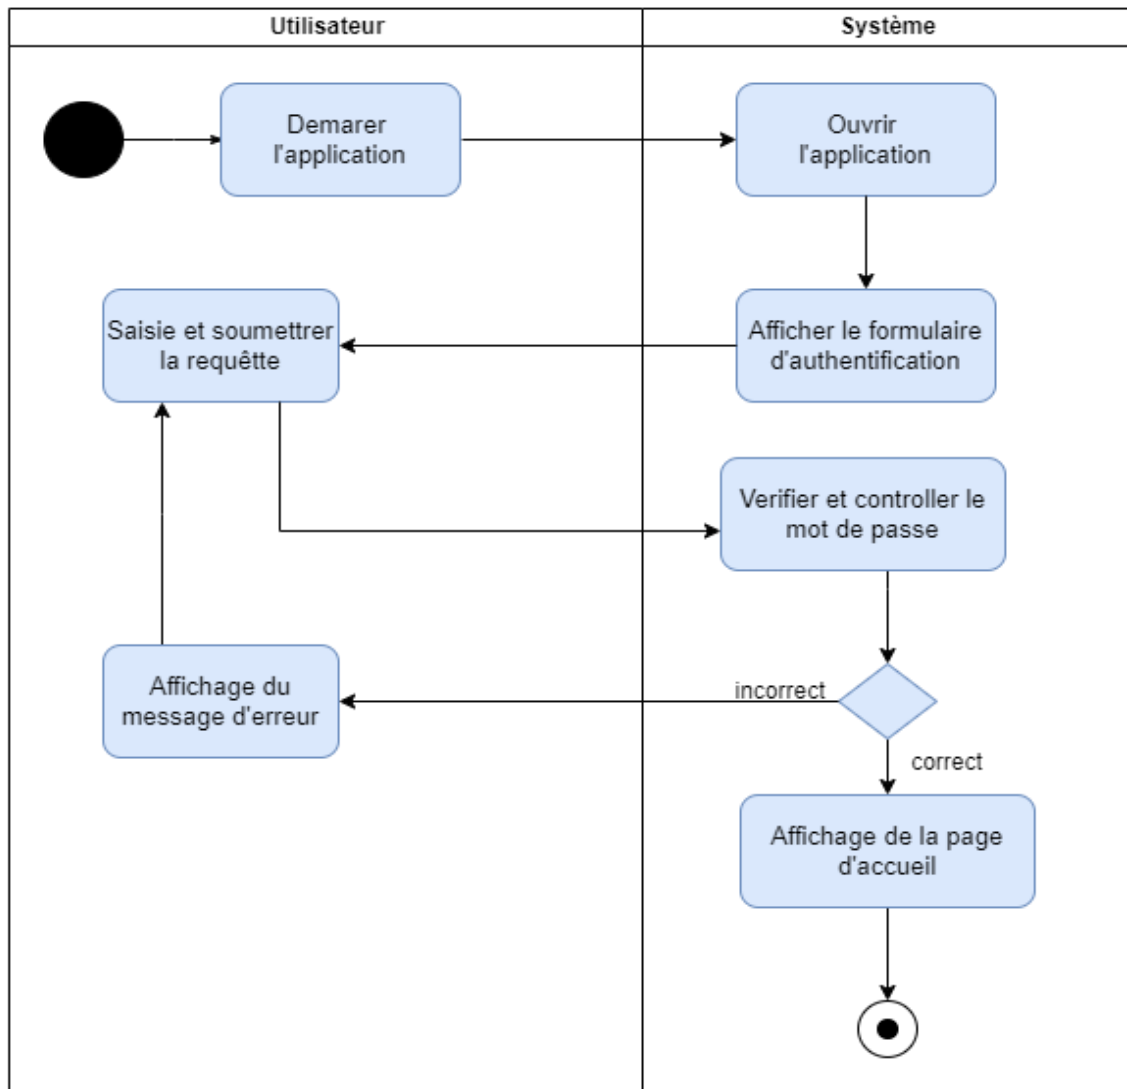 Utilisateur
Système
Demarer
l'application
Ouvrir
l'application
Saisie et soumettrer
la requêtte
Afficher le formulaire
d'authentification
Verifier et controller le
mot de passe
Affichage du
message d'erreur
incorrect
correct
Affichage de la page
d'accueil